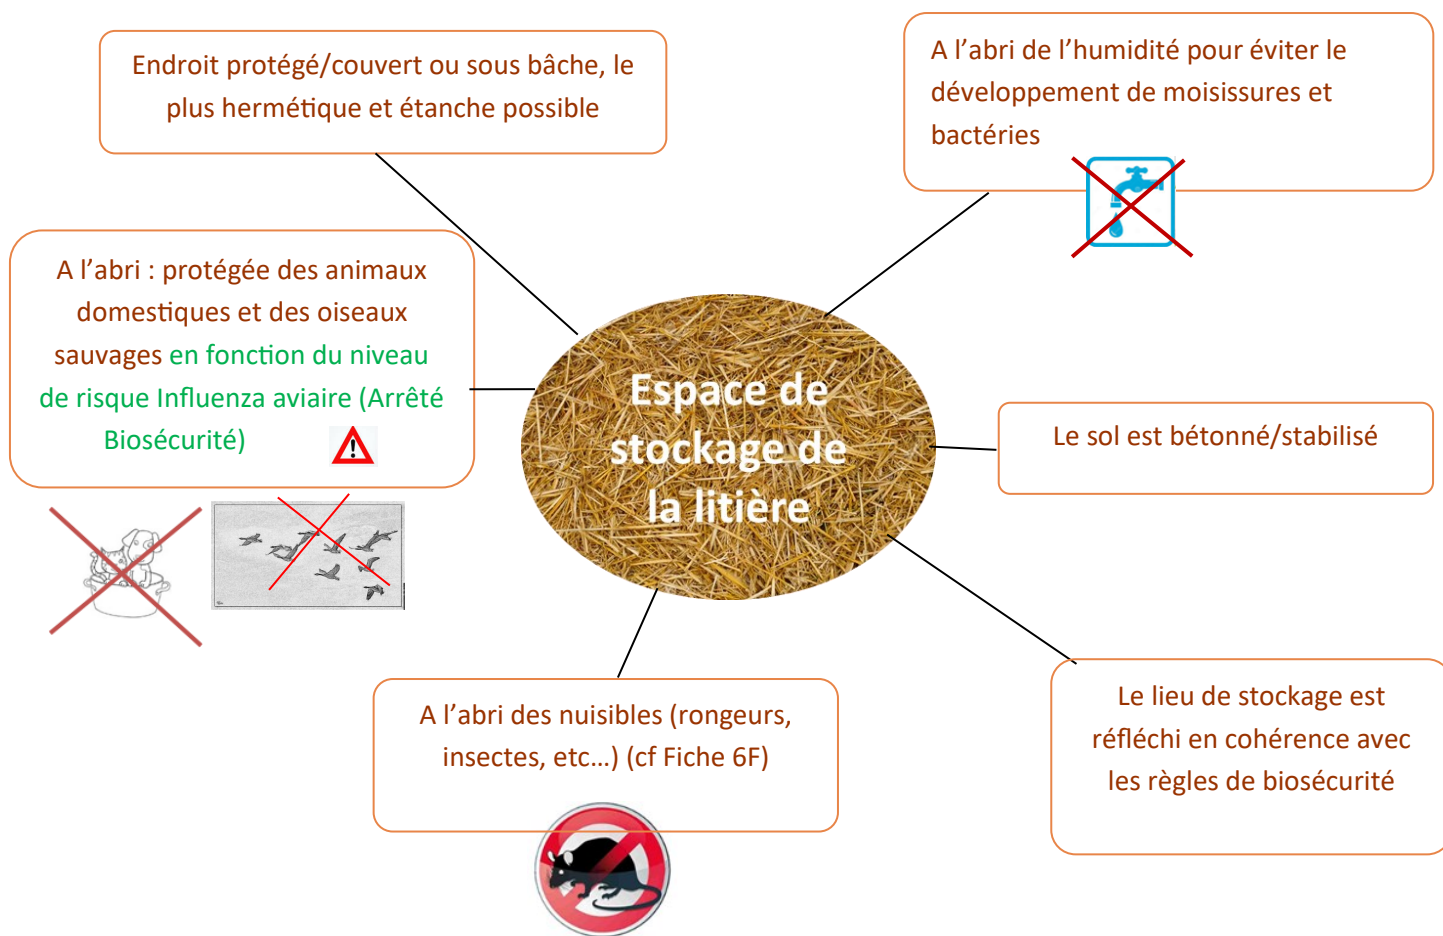 Endroit protégé/couvert ou sous bâche, le
plus hermétique et étanche possible
A l’abri de l’humidité pour éviter le
développement de moisissures et
bactéries
A l’abri : protégée des animaux
domestiques et des oiseaux
sauvages en fonction du niveau
de risque Influenza aviaire (Arrêté
Biosécurité)
Espace de
stockage de
la litière
Le sol est bétonné/stabilisé
A l’abri des nuisibles (rongeurs,
insectes, etc…) (cf Fiche 6F)
Le lieu de stockage est
réfléchi en cohérence avec
les règles de biosécurité